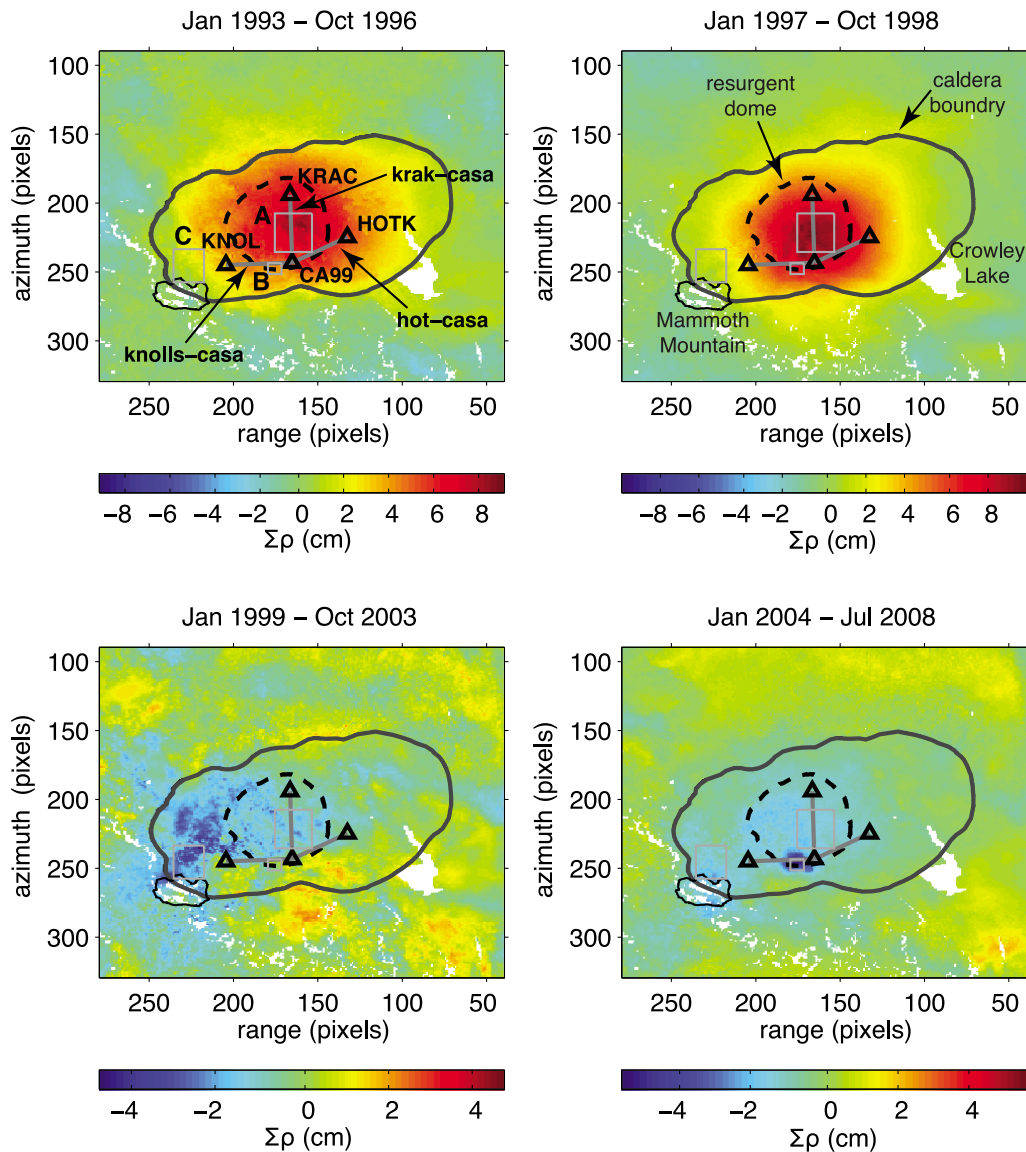 Jan 1993 – Oct 1996
100
150
200
250
300
azimuth (pixels)
KRAC
krak–casa
A
HOTK
C
KNOL
B
CA99
hot–casa
knolls–casa
250 200 150 100 50
range (pixels)
−8 −6 −4 −2 0 2 4 6 8
Σρ (cm)
Jan 1997 – Oct 1998
100
150
200
250
300
azimuth (pixels)
resurgent
dome
caldera
boundry
Crowley
Lake
Mammoth
Mountain
250 200 150 100 50
range (pixels)
−8 −6 −4 −2 0 2 4 6 8
Σρ (cm)
Jan 1999 – Oct 2003
100
150
200
250
300
azimuth (pixels)
250 200 150 100 50
range (pixels)
−4 −2 0 2 4
Σρ (cm)
Jan 2004 – Jul 2008
100
150
200
250
300
azimuth (pixels)
250 200 150 100 50
range (pixels)
−4 −2 0 2 4
Σρ (cm)